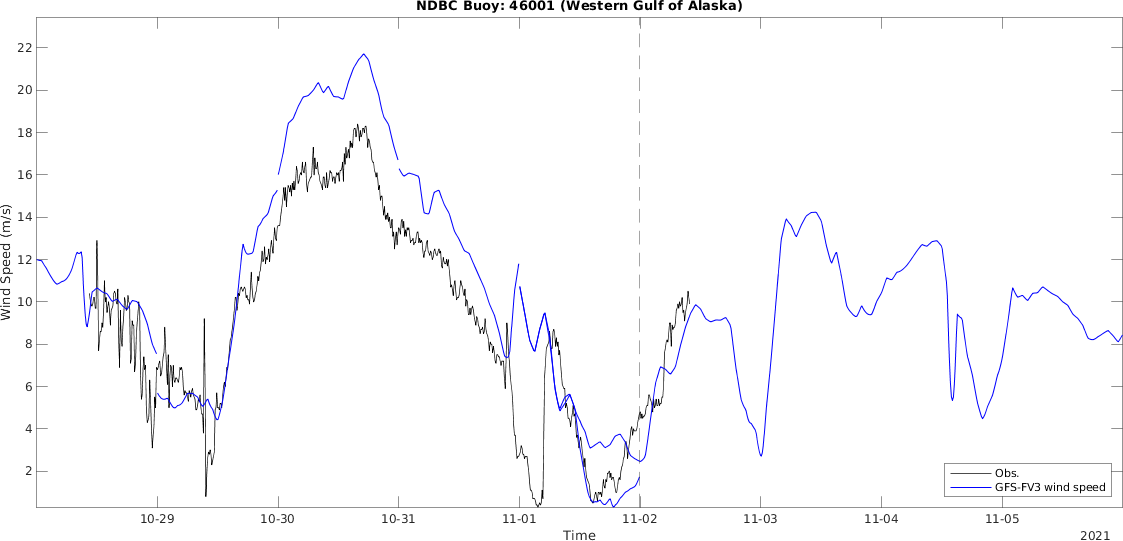 NDBC Buoy: 46001 (Western Gulf of Alaska)
22
20
18
16
14
12
10
8
6
4
2
Wind Speed (m/s)
Obs.
GFS-FV3 wind speed
10-29 10-30 10-31 11-01 11-02 11-03 11-04 11-05
Time 2021